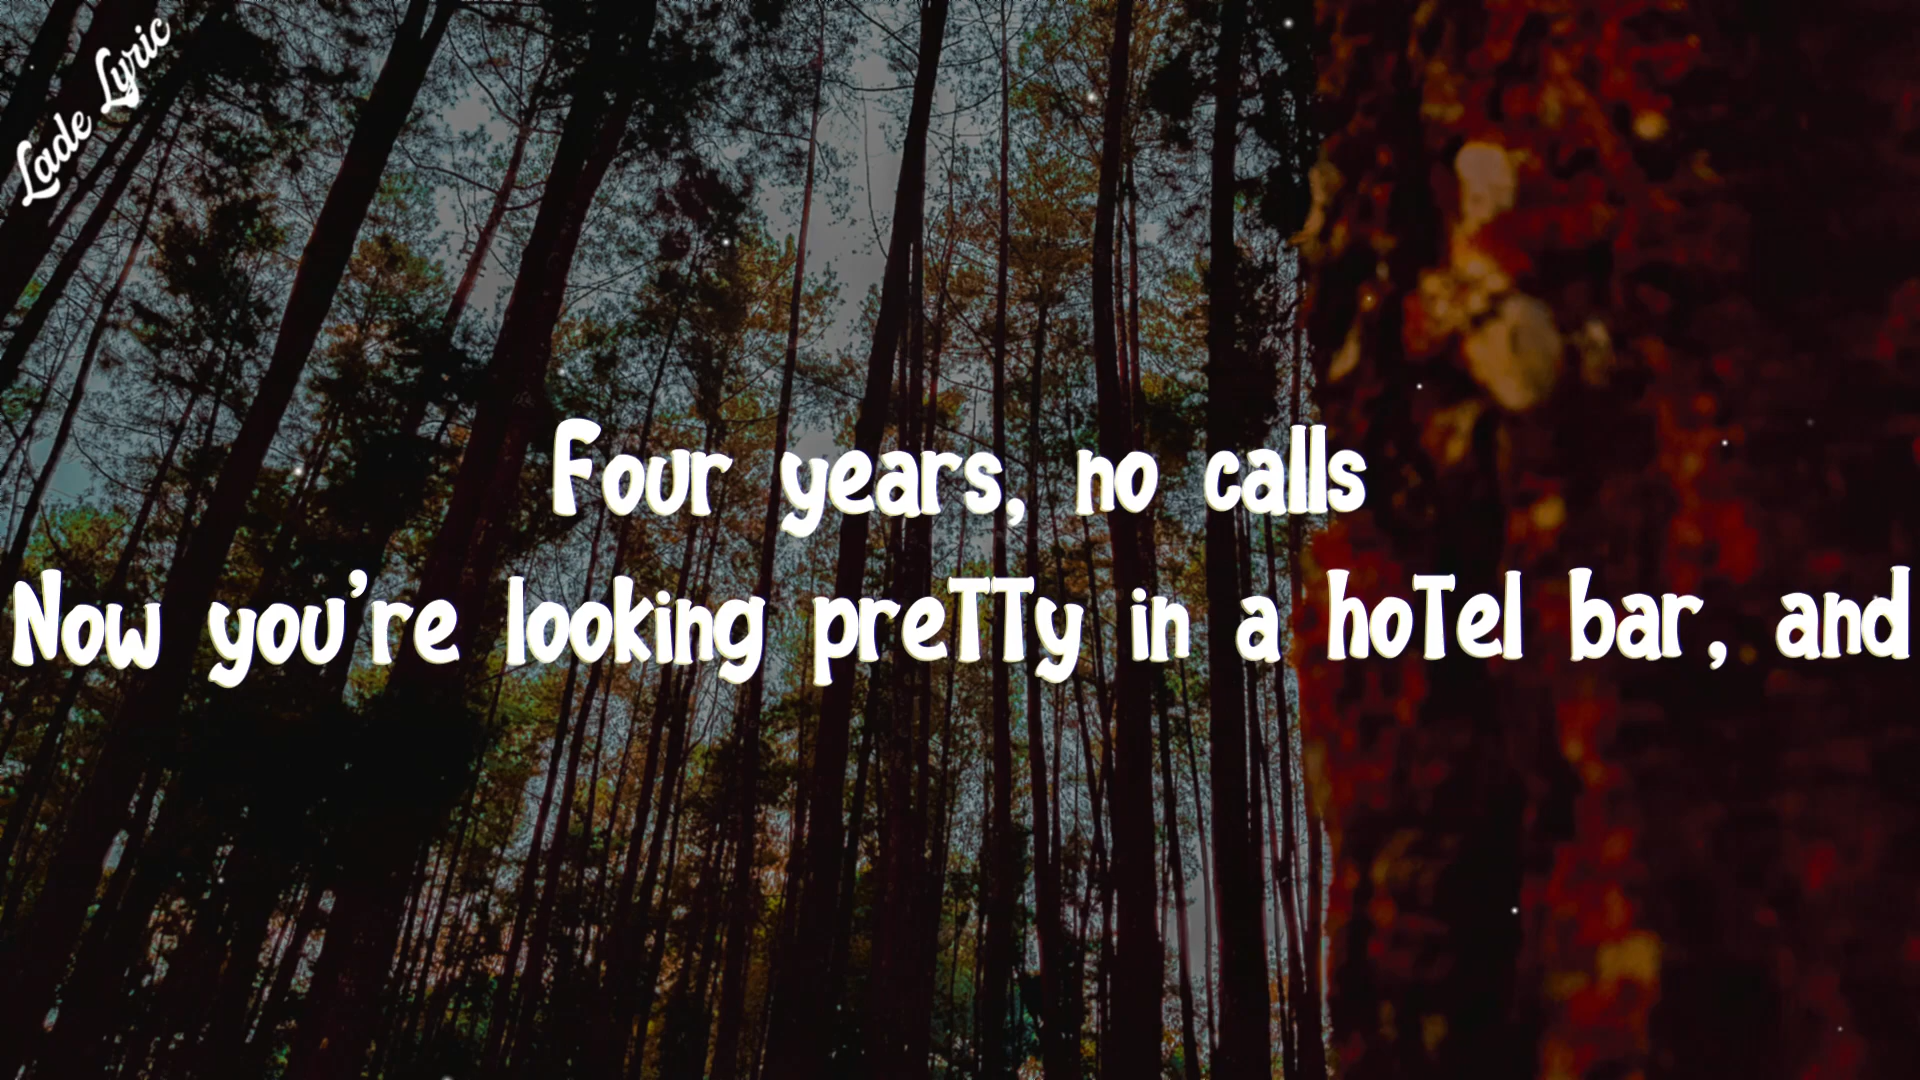 Lade Lyric
Four years, no calls
Now you're looking preTTy in a hoTel bar, and